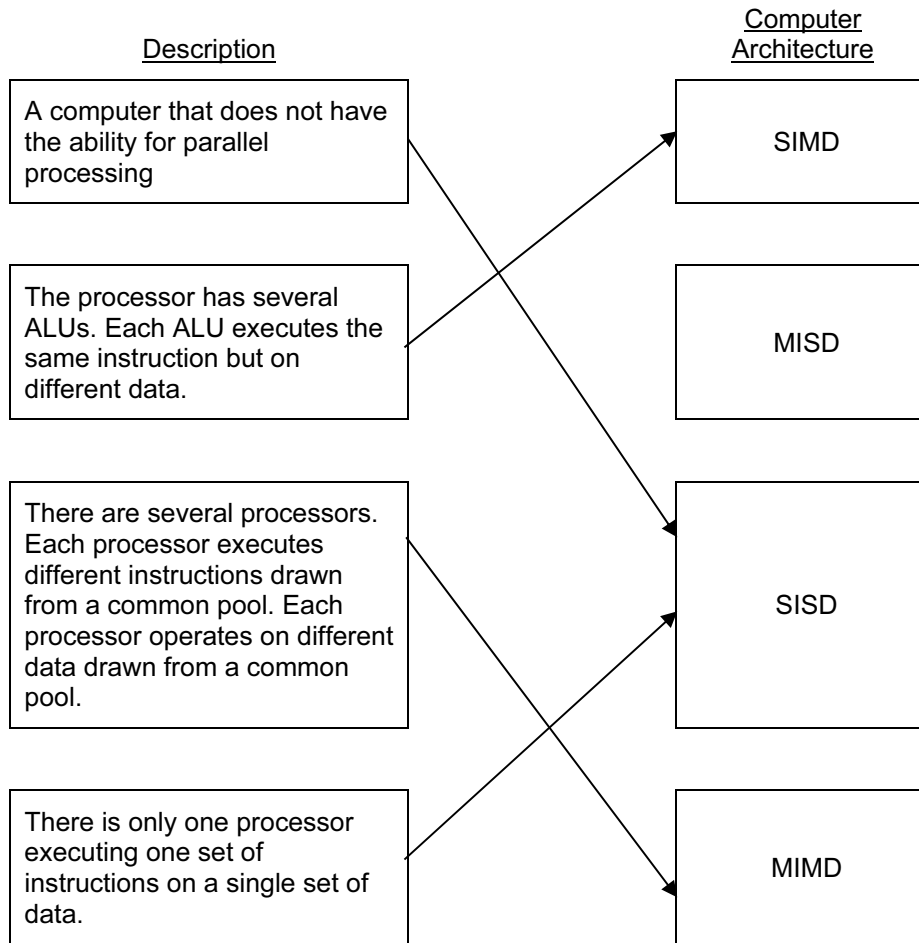 Description
Computer
Architecture
A computer that does not have
the ability for parallel
processing
SIMD
The processor has several
ALUs. Each ALU executes the
same instruction but on
different data.
MISD
There are several processors.
Each processor executes
different instructions drawn
from a common pool. Each
processor operates on different
data drawn from a common
pool.
SISD
There is only one processor
executing one set of
instructions on a single set of
data.
MIMD